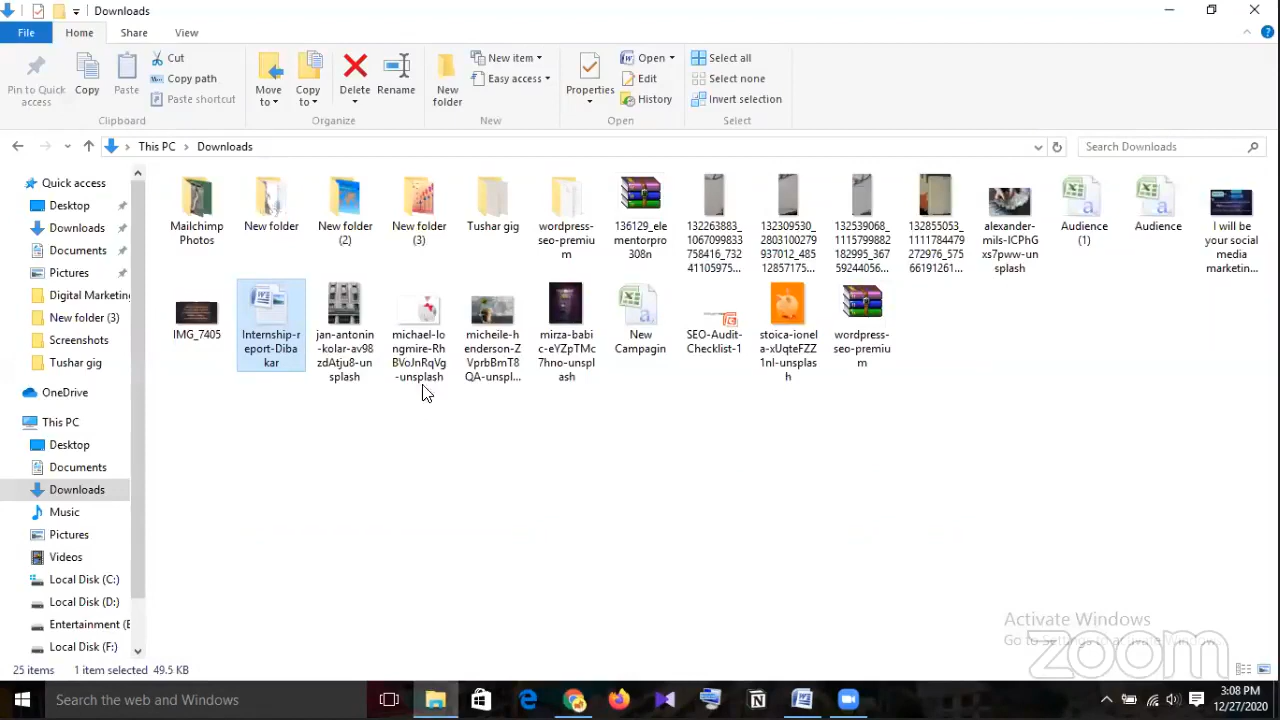 Downloads
File Home Share View
Pin to Quick access
Copy
Paste
Cut
Copy path
Paste shortcut
Clipboard
Move to
Copy to
Delete
Rename
Organize
New folder
New item
Easy access
New
Properties
Open
Edit
History
Open
Select all
Select none
Invert selection
Select
This PC > Downloads
Search Downloads
Quick access
Desktop
Downloads
Documents
Pictures
Digital Marketing
New folder (3)
Screenshots
Tushar gig
OneDrive
This PC
Desktop
Documents
Downloads
Music
Pictures
Videos
Local Disk (C:)
Local Disk (D:)
Entertainment (E
Local Disk (F:)
Mailchimp
Photos
New folder
New folder
(2)
New folder
(3)
Tushar gig
wordpress-
seo-premiu
m
136129_ele
mentorpro
308n
132263883_
1067099833
758416_732
41105975...
132309530_
2803100279
937012_485
12857175...
132539068_
1115799882
182995_367
59244056...
132855053_
1111784479
272976_575
66191261...
alexander-
mils-lCPhG
xs7pww-un
splash
Audience
(1)
Audience
I will be
your social
media
marketin...
IMG_7405
Internship-r
eport-Diba
kar
jan-antonin
-kolar-av98
zdAtju8-un
splash
michael-lo
ngmire-Rh
BVoJnRqVg
-unsplash
micheile-h
enderson-Z
VprbBmT8
QA-unspl...
mirza-babi
c-eYZpTMc
7hno-unspl
ash
New
Campagin
SEO-Audit-
Checklist-1
stoica-ionel
a-xUqteFZZ
1nI-unsplas
h
wordpress-
seo-premiu
m
Activate Windows
zoom
25 items 1 item selected 49.5 KB
Search the web and Windows
3:08 PM
12/27/2020